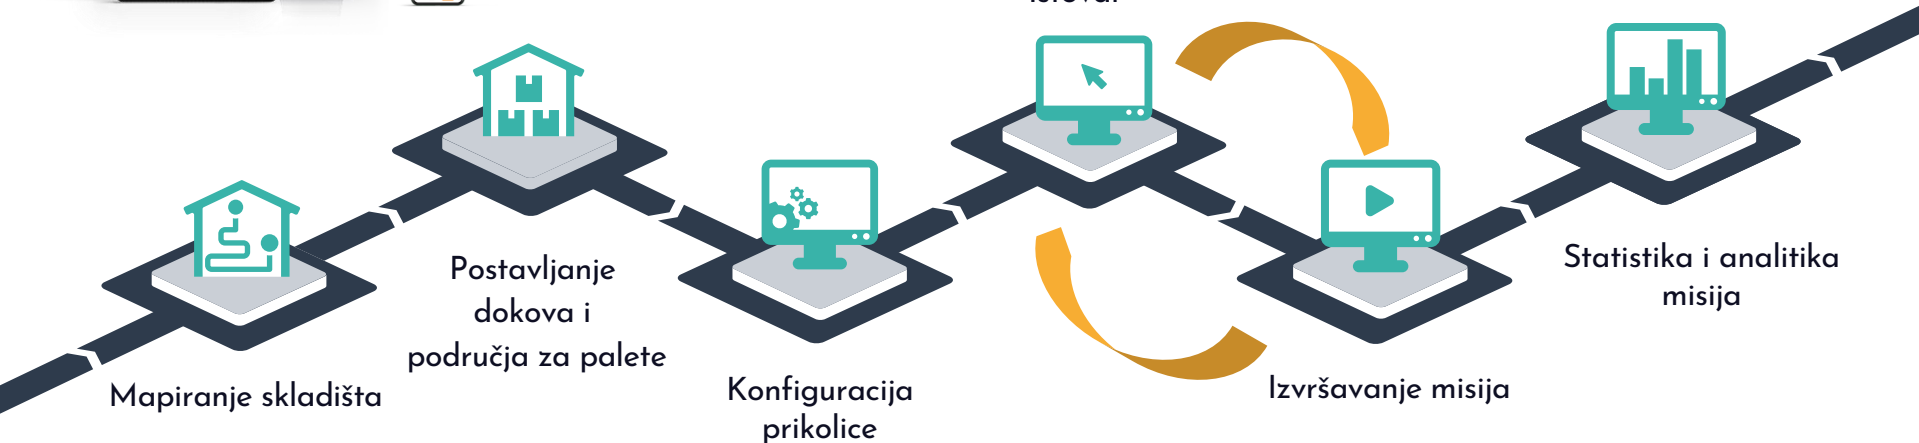 Mapiranje skladišta
Postavljanje
dokova i
područja za palete
Konfiguracija
prikolice
Izvršavanje misija
Statistika i analitika
misija